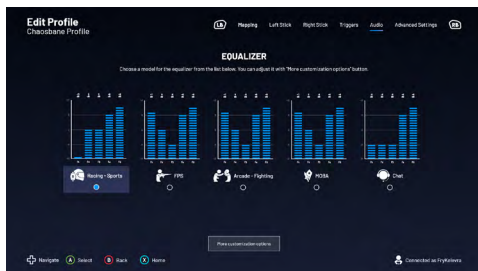 Edit Profile
Chaosbane Profile
LB Mapping Left Stick Right Stick Triggers Audio Advanced Settings RB
EQUALIZER
Choose a model for the equalizer from the list below. You can adjust it with "More customization options" button
Racing - Sports FPS Arcade - Fighting MOBA Chat
More customization options
Navigate A Select B Back X Home Connected as FryKelevra